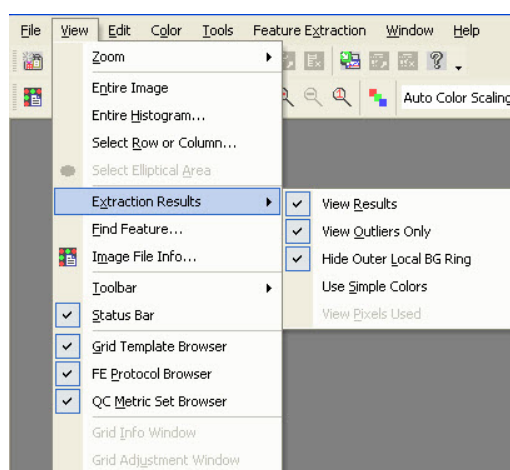 File View Edit Color Tools Feature Extraction Window Help
Zoom
Entire Image
Entire Histogram...
Auto Color Scaling
Select Row or Column...
Select Elliptical Area
Extraction Results
View Results
Find Feature...
View Outliers Only
Image File Info...
Hide Outer Local BG Ring
Toolbar
Use Simple Colors
Status Bar
View Pixels Used
Grid Template Browser
FE Protocol Browser
QC Metric Set Browser
Grid Info Window
Grid Adjustment Window